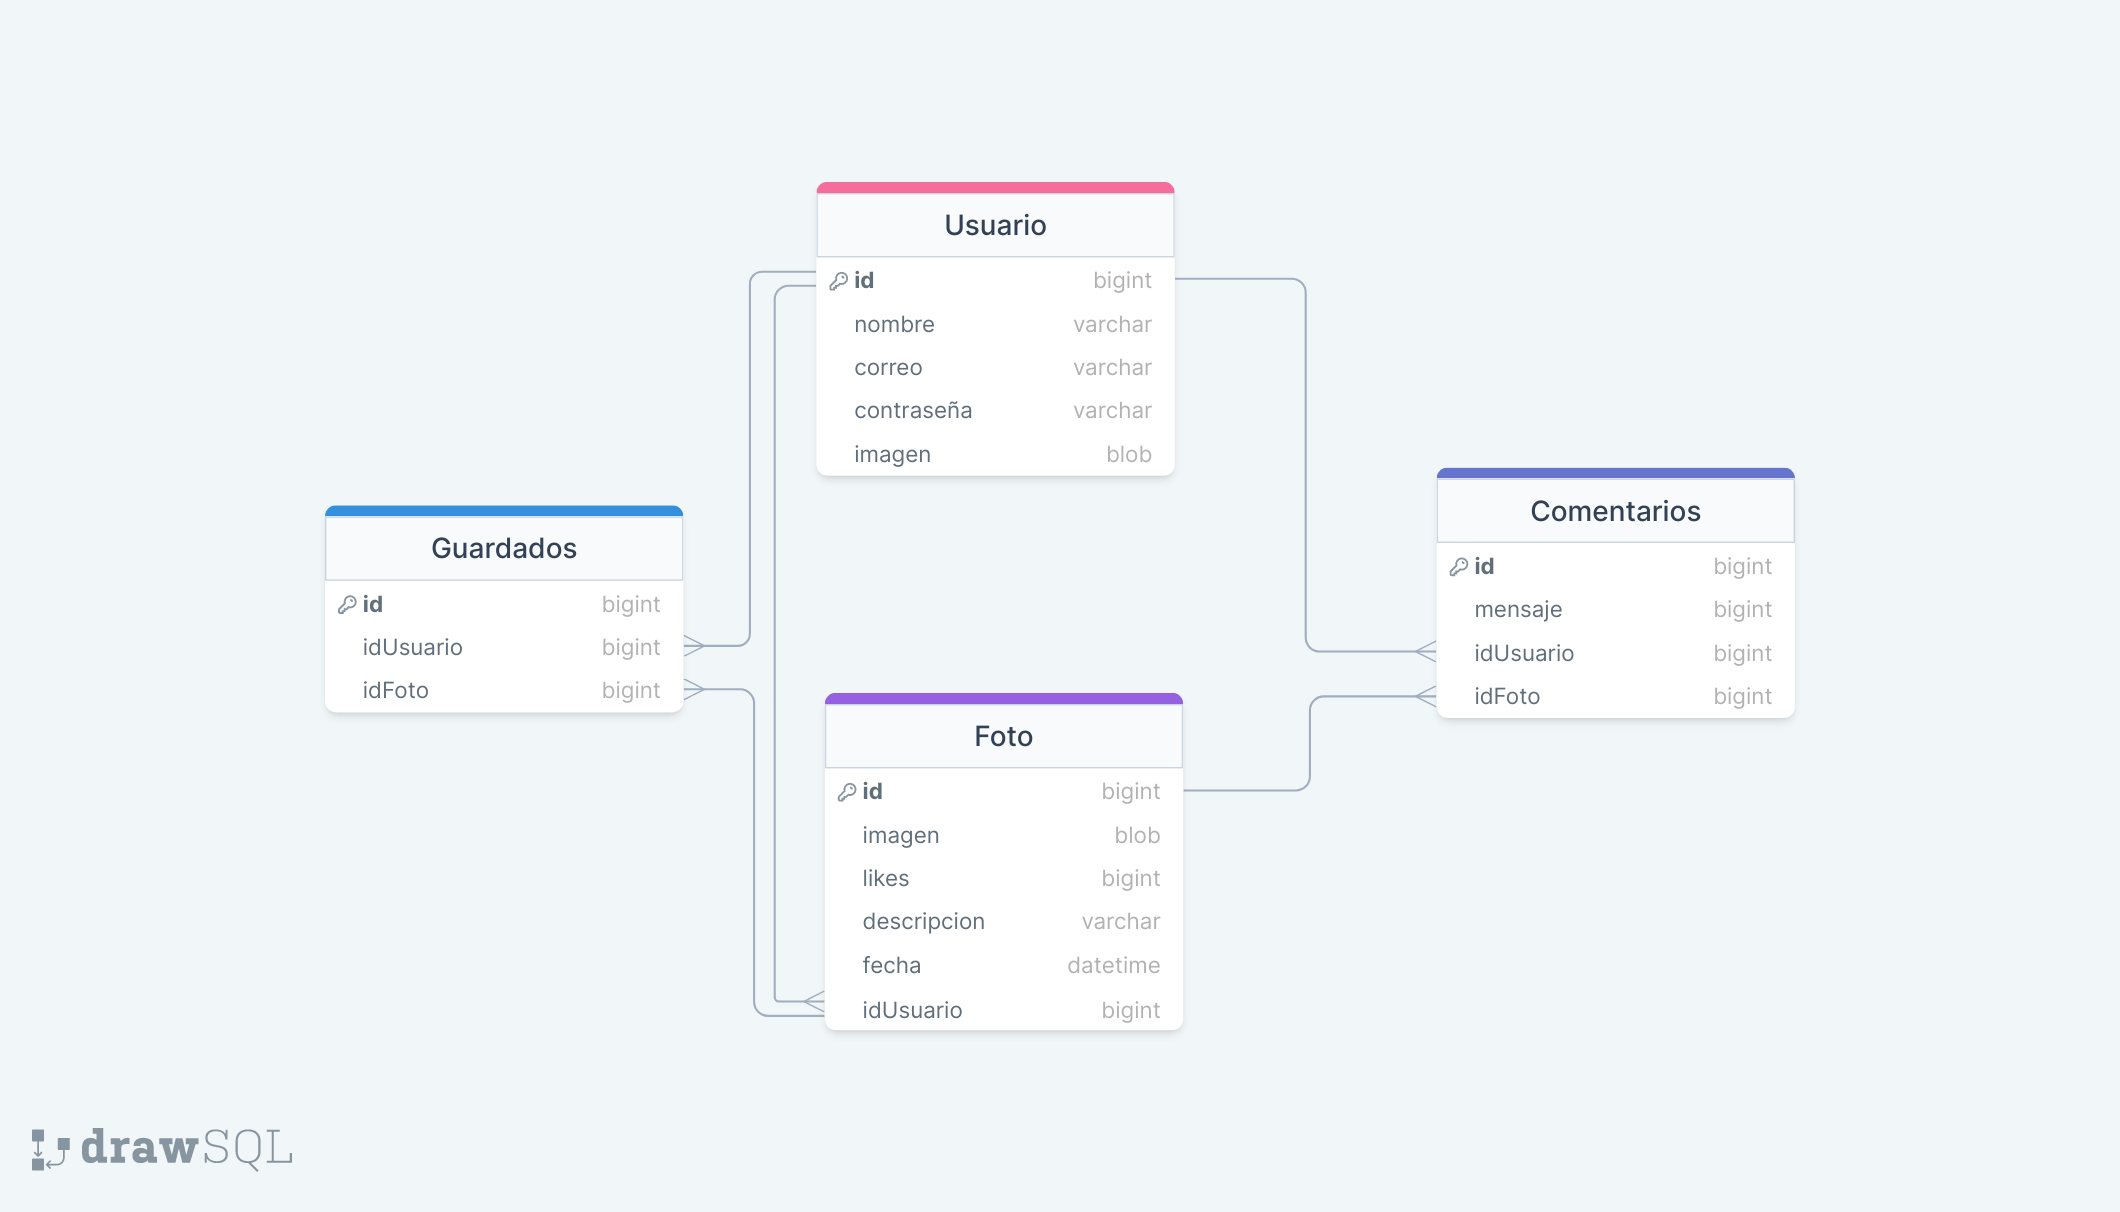 Usuario
id bigint
nombre varchar
correo varchar
contraseña varchar
imagen blob
Guardados
id bigint
idUsuario bigint
idFoto bigint
Comentarios
id bigint
mensaje bigint
idUsuario bigint
idFoto bigint
Foto
id bigint
imagen blob
likes bigint
descripcion varchar
fecha datetime
idUsuario bigint
drawSQL